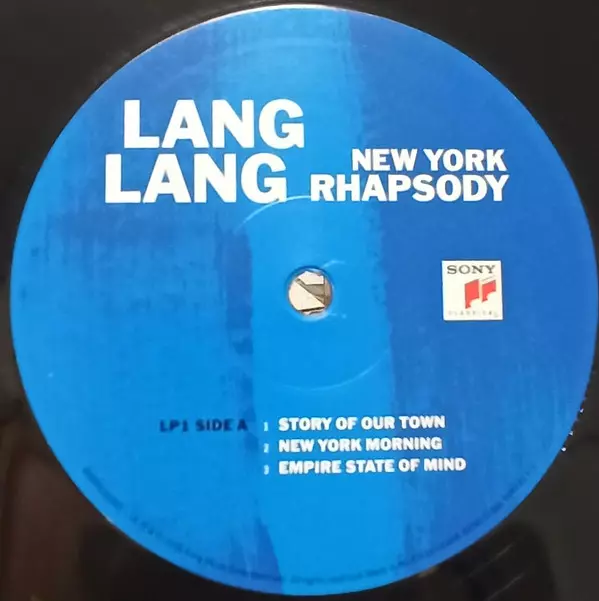 LANG
LANG
NEW YORK
RHAPSODY
SONY
CLASSICAL
LP1 SIDE A
1 STORY OF OUR TOWN
2 NEW YORK MORNING
3 EMPIRE STATE OF MIND